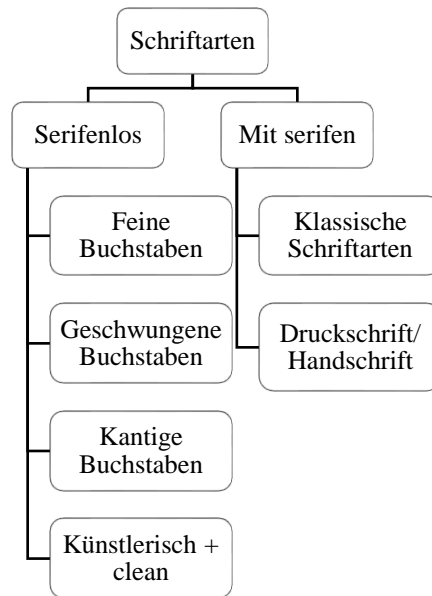 Schriftarten
Serifenlos
Mit serifen
Feine
Buchstaben
Geschwungene
Buchstaben
Kantige
Buchstaben
Künstlerisch +
clean
Klassische
Schriftarten
Druckschrift/
Handschrift